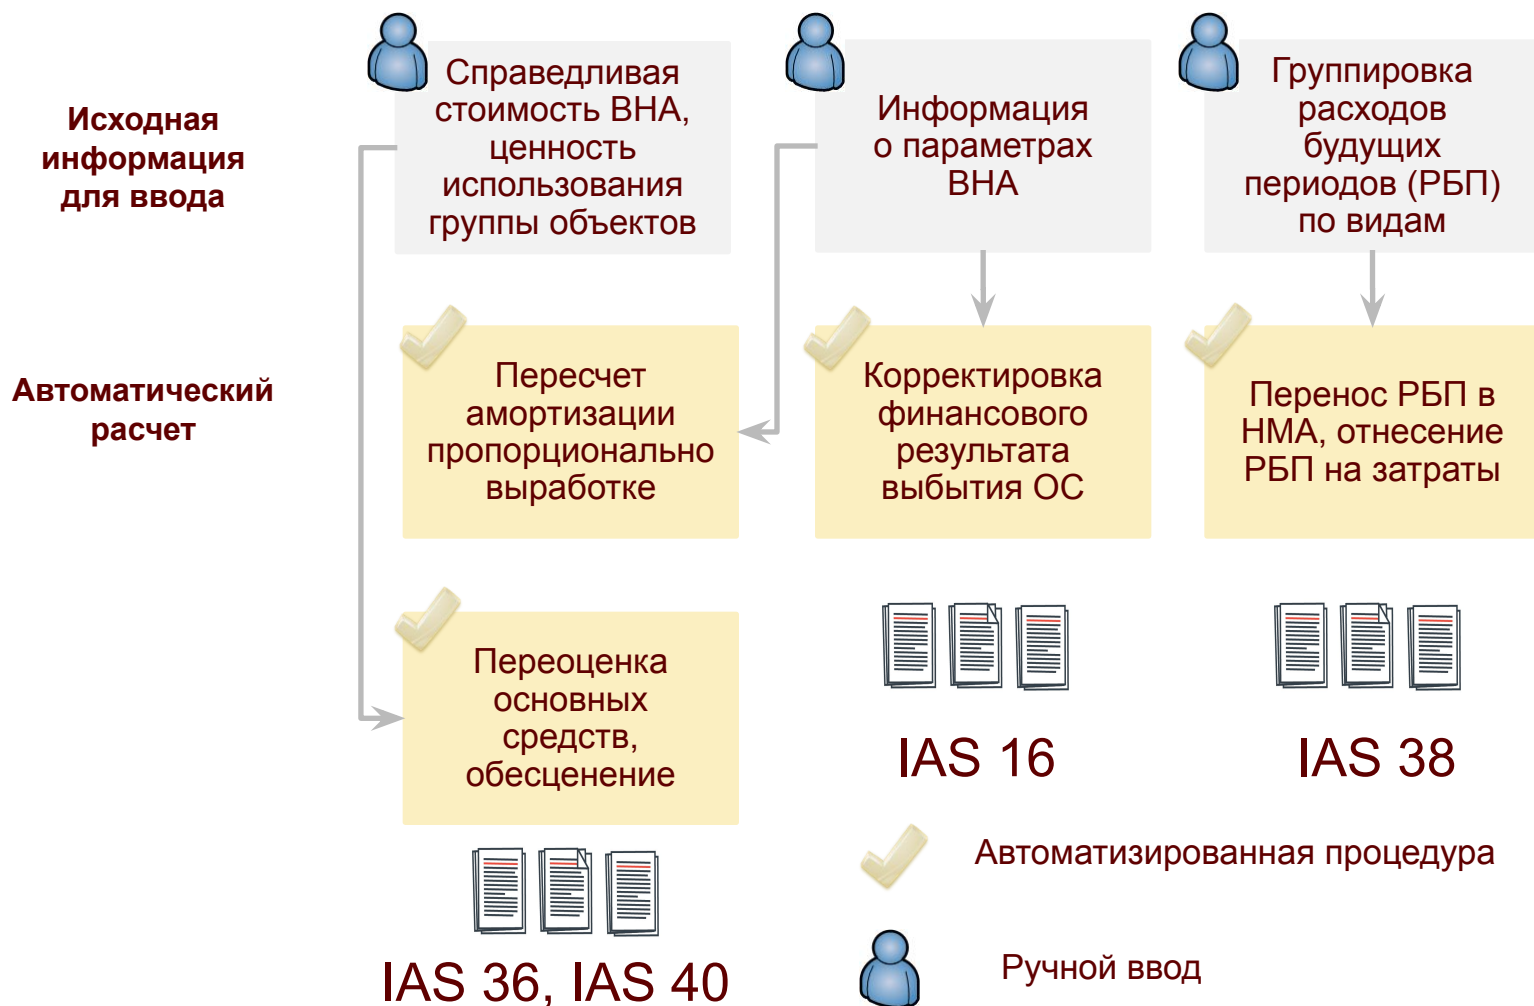 Исходная
информация
для ввода
Справедливая
стоимость ВНА,
ценность
использования
группы объектов
Информация
о параметрах
ВНА
Группировка
расходов
будущих
периодов (РБП)
по видам
Автоматический
расчет
Пересчет
амортизации
пропорционально
выработке
Корректировка
финансового
результата
выбытия ОС
Перенос РБП в
НМА, отнесение
РБП на затраты
Переоценка
основных
средств,
обесценение
IAS 16
IAS 38
IAS 36, IAS 40
Автоматизированная процедура
Ручной ввод